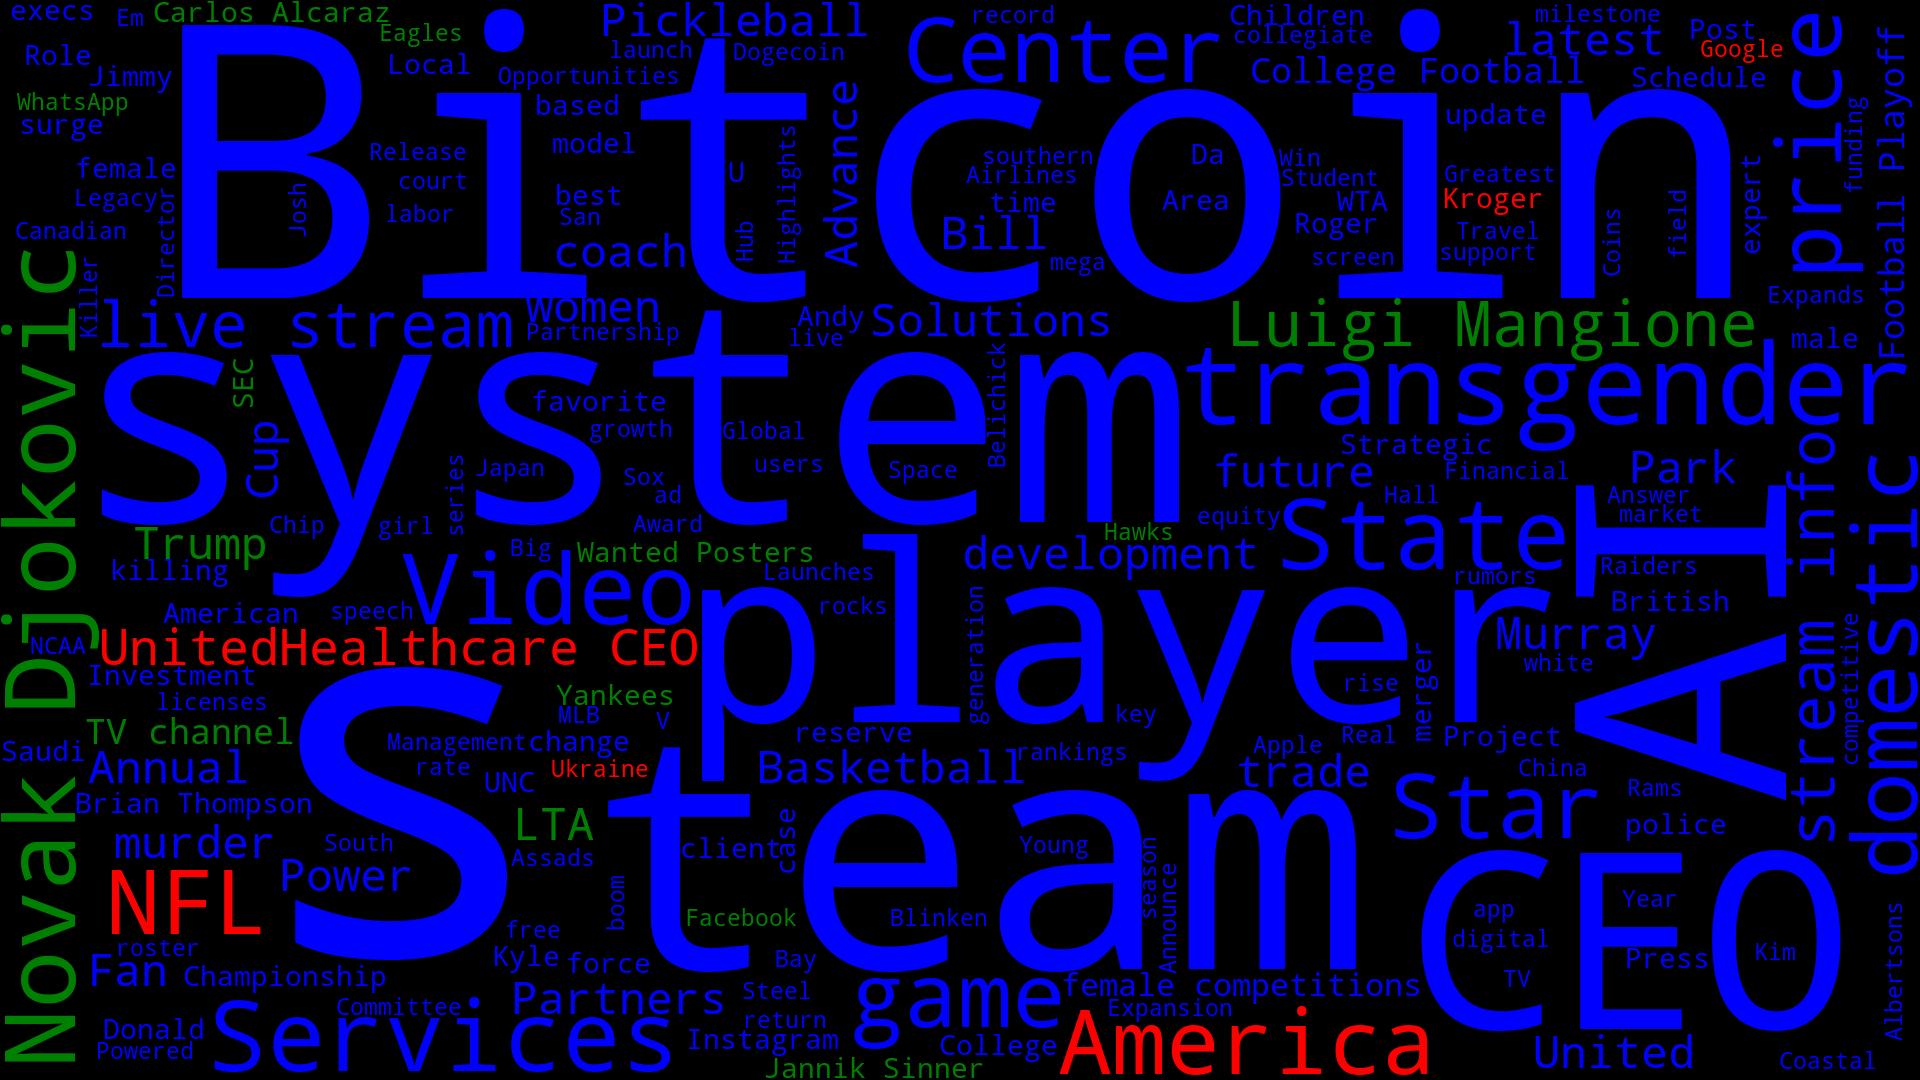 execs
Em
Carlos Alcaraz
Eagles
Pickleball
Center
record
Children
collegiate
milestone
latest
Post
Google
price
Role
Jimmy
Local
launch
Dogecoin
Opportunities
College Football
Schedule
Football Playoff
WhatsApp
surge
Bitcoin
based
model
Advance
update
funding
female
Release
court
labor
Legacy
Josh
best
San
U
Highlights
southern
Airlines
time
Da
Area
Win
Student
WTA
Greatest
Kroger
expert
Canadian
Director
coach
Hub
Bill
mega
Roger
screen
Travel
support
Coins
field
Novak Djokovic
Killer
live stream
women
Partnership
Andy
live
Solutions
Luigi Mangione
Expands
male
system
SEC
Cup
favorite
growth
Global
users
Space
Belichick
transgender
Strategic
future
Financial
Park
stream info
domestic
series
Japan
Sox
ad
Award
Hall
Answer
market
AI
Trump
Chip
girl
Big
Wanted Posters
Hawks
equity
State
killing
Video
Launches
rocks
development
rumors
Raiders
British
American
speech
player
generation
Murray
white
NCAA
UnitedHealthcare CEO
Investment
licenses
Yankees
MLB
V
key
rise
merger
competitive
TV channel
Management
change
reserve
rankings
Apple
Real
Project
Saudi
Annual
rate
UNC
Ukraine
Basketball
trade
China
Rams
Brian Thompson
Steam
LTA
Star
police
murder
South
Power
Assads
client
case
Young
season
Announce
CEO
NFL
boom
Facebook
Blinken
app
digital
TV
Year
Press
Kim
Albertsons
roster
Fan
Championship
free
Kyle
force
Bay
game
female competitions
Committee
Partners
Steel
return
Expansion
Donald
Powered
Services
Instagram
College
America
United
Coastal
Jannik Sinner